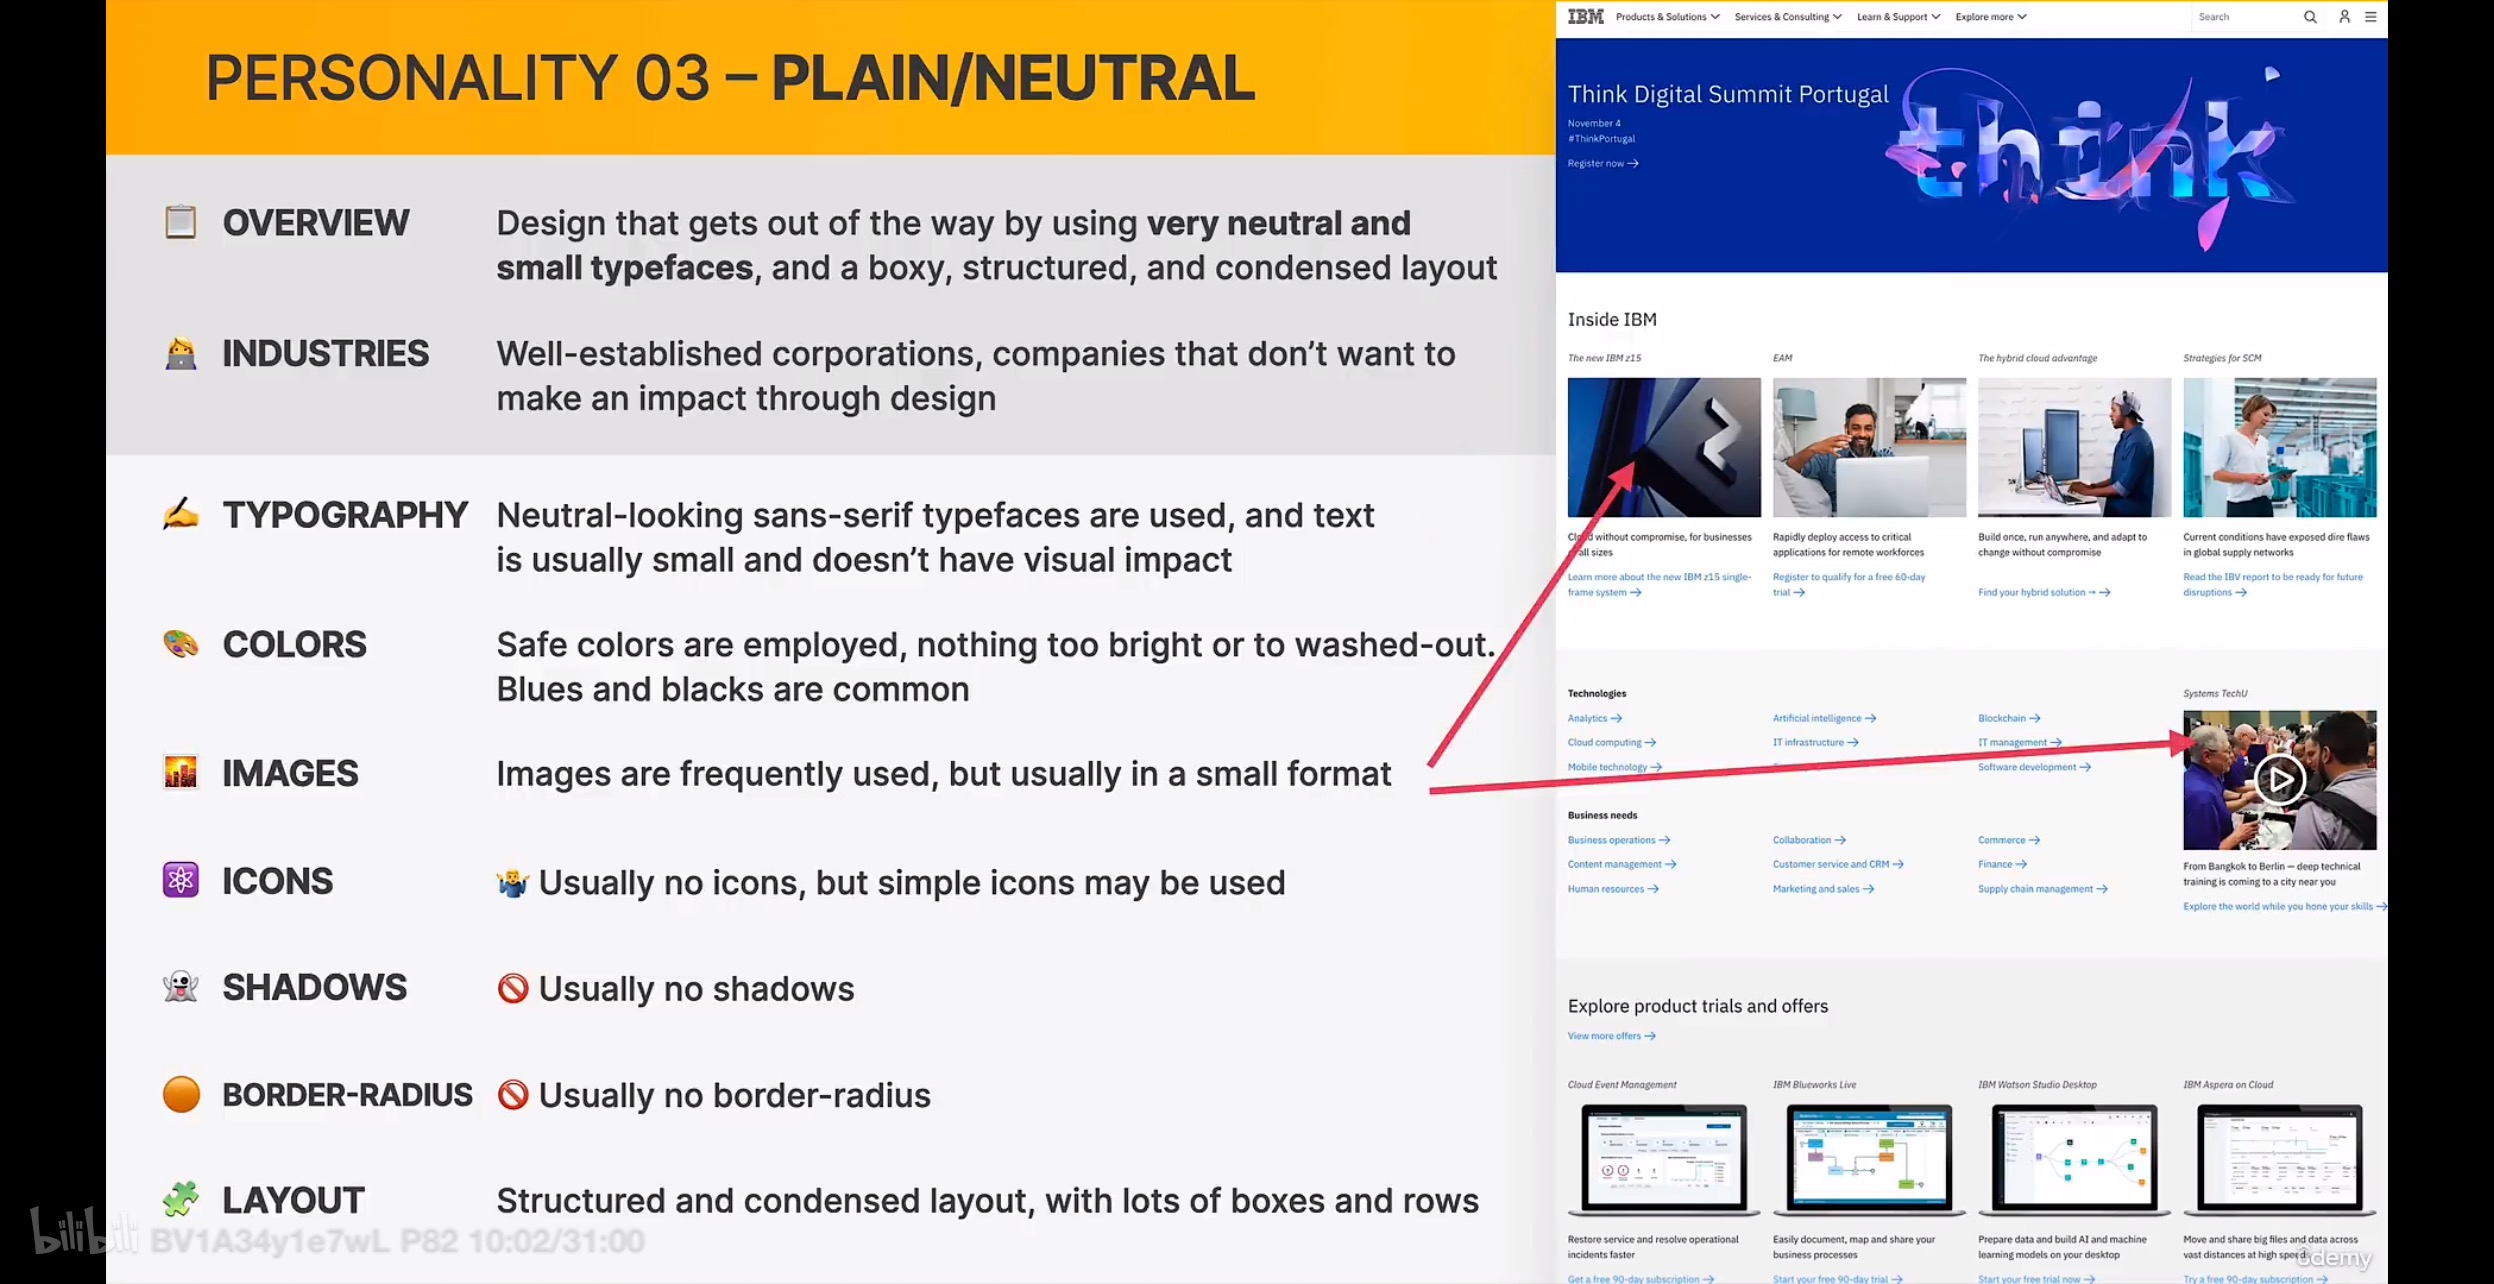 PERSONALITY 03 – PLAIN/NEUTRAL
OVERVIEW
Design that gets out of the way by using very neutral and
small typefaces, and a boxy, structured, and condensed layout
INDUSTRIES
Well-established corporations, companies that don’t want to
make an impact through design
TYPOGRAPHY
Neutral-looking sans-serif typefaces are used, and text
is usually small and doesn’t have visual impact
COLORS
Safe colors are employed, nothing too bright or to washed-out.
Blues and blacks are common
IMAGES
Images are frequently used, but usually in a small format
ICONS
Usually no icons, but simple icons may be used
SHADOWS
Usually no shadows
BORDER-RADIUS
Usually no border-radius
LAYOUT
Structured and condensed layout, with lots of boxes and rows
bilibili BV1A34y1e7wL P82 10:02/31:00
IBM Products & Solutions Services & Consulting Learn & Support Explore more Search
Think Digital Summit Portugal
November 4
#ThinkPortugal
Register now →
think
Inside IBM
The new IBM z15
Cloud without compromise, for businesses
all sizes
Learn more about the new IBM z15 single-
frame system →
EAM
Rapidly deploy access to critical
applications for remote workforces
Register to qualify for a free 60-day
trial →
The hybrid cloud advantage
Build once, run anywhere, and adapt to
change without compromise
Find your hybrid solution → →
Strategies for SCM
Current conditions have exposed dire flaws
in global supply networks
Read the IBV report to be ready for future
disruptions →
Technologies
Analytics → Artificial intelligence → Blockchain →
Cloud computing → IT infrastructure → IT management →
Mobile technology → Software development →
Business needs
Business operations → Collaboration → Commerce →
Content management → Customer service and CRM → Finance →
Human resources → Marketing and sales → Supply chain management →
Systems TechU
From Bangkok to Berlin — deep technical
training is coming to a city near you
Explore the world while you hone your skills →
Explore product trials and offers
View more offers →
Cloud Event Management
Restore service and resolve operational
incidents faster
Get a free 90-day subscription →
IBM Blueworks Live
Easily document, map and share your
business processes
Start your free 90-day trial →
IBM Watson Studio Desktop
Prepare data and build AI and machine
learning models on your desktop
Start your free trial now →
IBM Aspera on Cloud
Move and share big files and data across
vast distances at high speed
Try a free 90-day subscription →
ûdemy